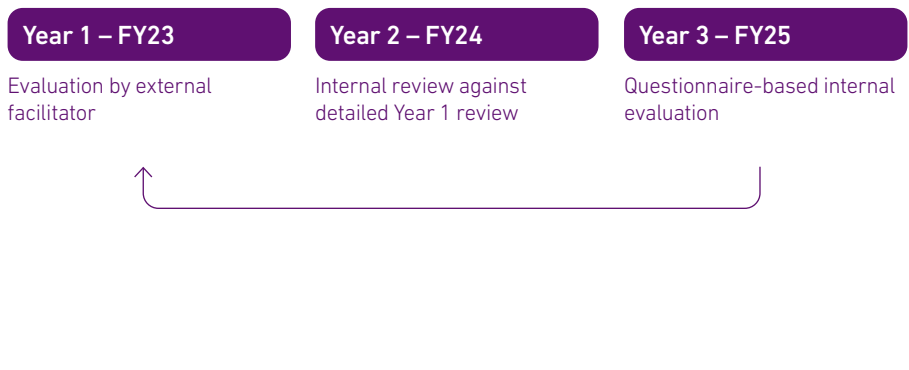 Year 1 – FY23
Evaluation by external
facilitator
Year 2 – FY24
Internal review against
detailed Year 1 review
Year 3 – FY25
Questionnaire-based internal
evaluation